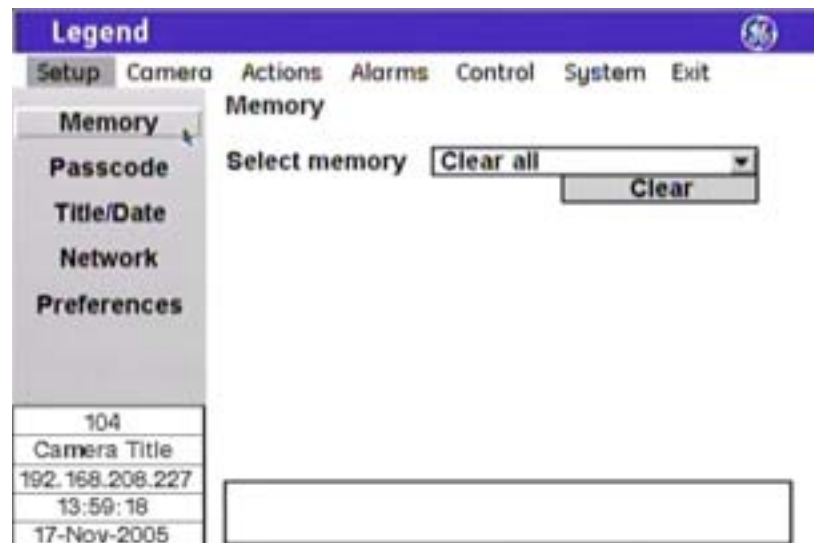 Legend
Setup Camera Actions Alarms Control System Exit
Memory
Passcode
Title/Date
Network
Preferences
Memory
Select memory Clear all
Clear
104
Camera Title
192.168.208.227
13:59:18
17-Nov-2005